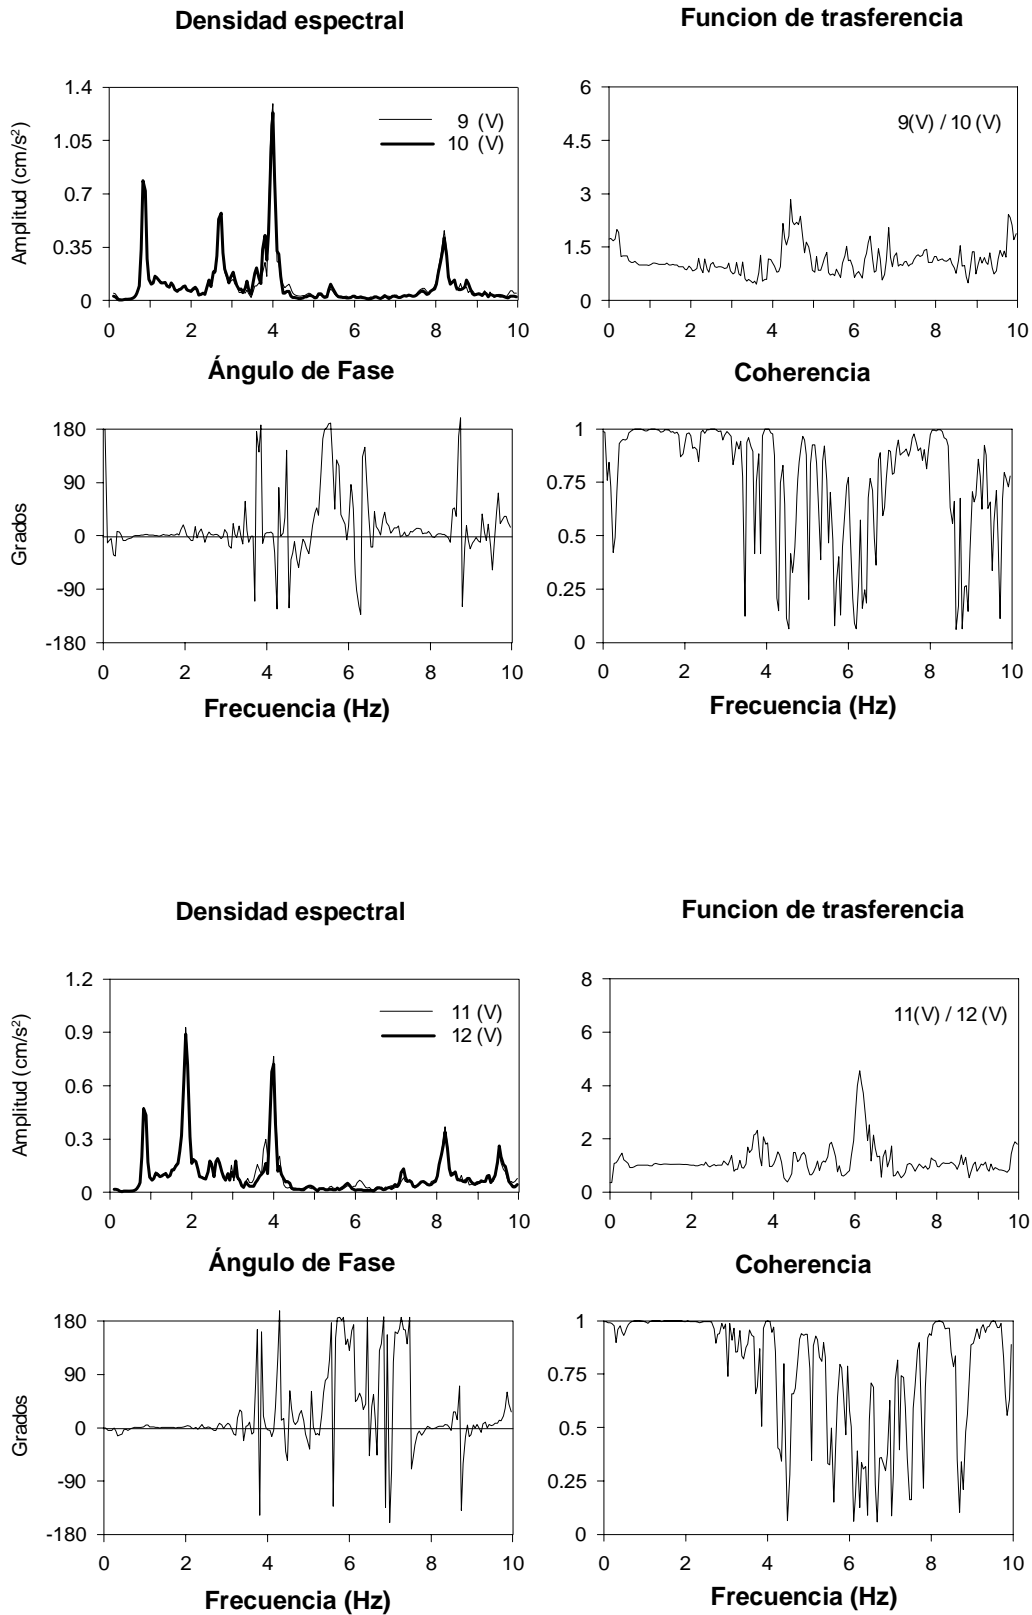 Densidad espectral
Funcion de trasferencia
1.4
1.05
0.7
0.35
0
Amplitud (cm/s²)
9 (V)
10 (V)
0 2 4 6 8 10
6
4.5
3
1.5
0
9(V) / 10 (V)
0 2 4 6 8 10
Ángulo de Fase
Coherencia
180
90
0
-90
-180
Grados
0 2 4 6 8 10
Frecuencia (Hz)
1
0.75
0.5
0.25
0
0 2 4 6 8 10
Frecuencia (Hz)
Densidad espectral
Funcion de trasferencia
1.2
0.9
0.6
0.3
0
Amplitud (cm/s²)
11 (V)
12 (V)
0 2 4 6 8 10
8
6
4
2
0
11(V) / 12 (V)
0 2 4 6 8 10
Ángulo de Fase
Coherencia
180
90
0
-90
-180
Grados
0 2 4 6 8 10
Frecuencia (Hz)
1
0.75
0.5
0.25
0
0 2 4 6 8 10
Frecuencia (Hz)